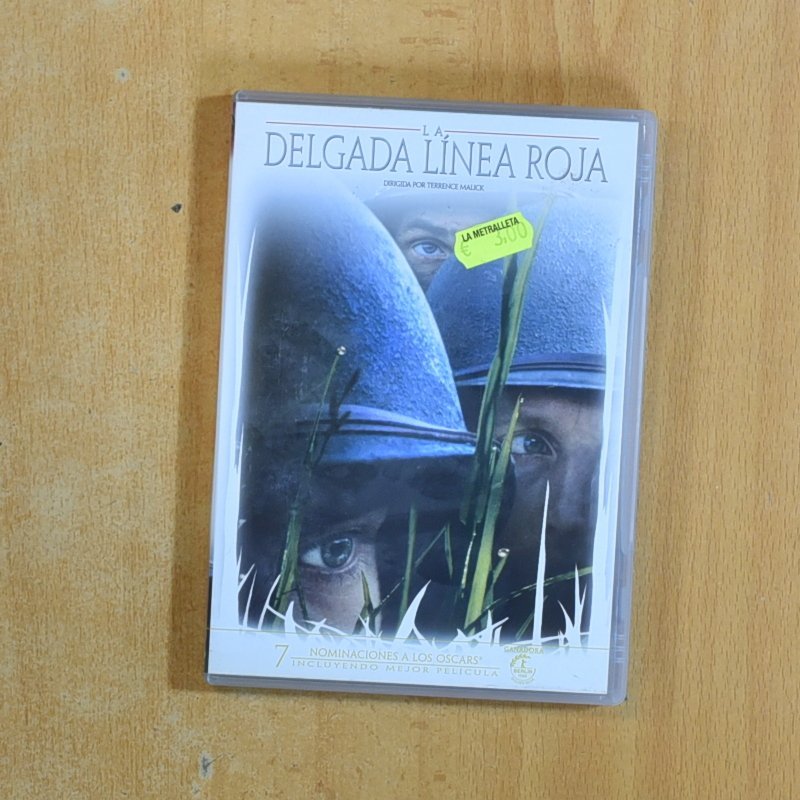 LA
DELGADA LÍNEA ROJA
DIRIGIDA POR TERRENCE MALICK
LA METRALLETA
€ 3,00
7 NOMINACIONES A LOS OSCARS®
INCLUYENDO MEJOR PELÍCULA
GANADORA
BERLIN